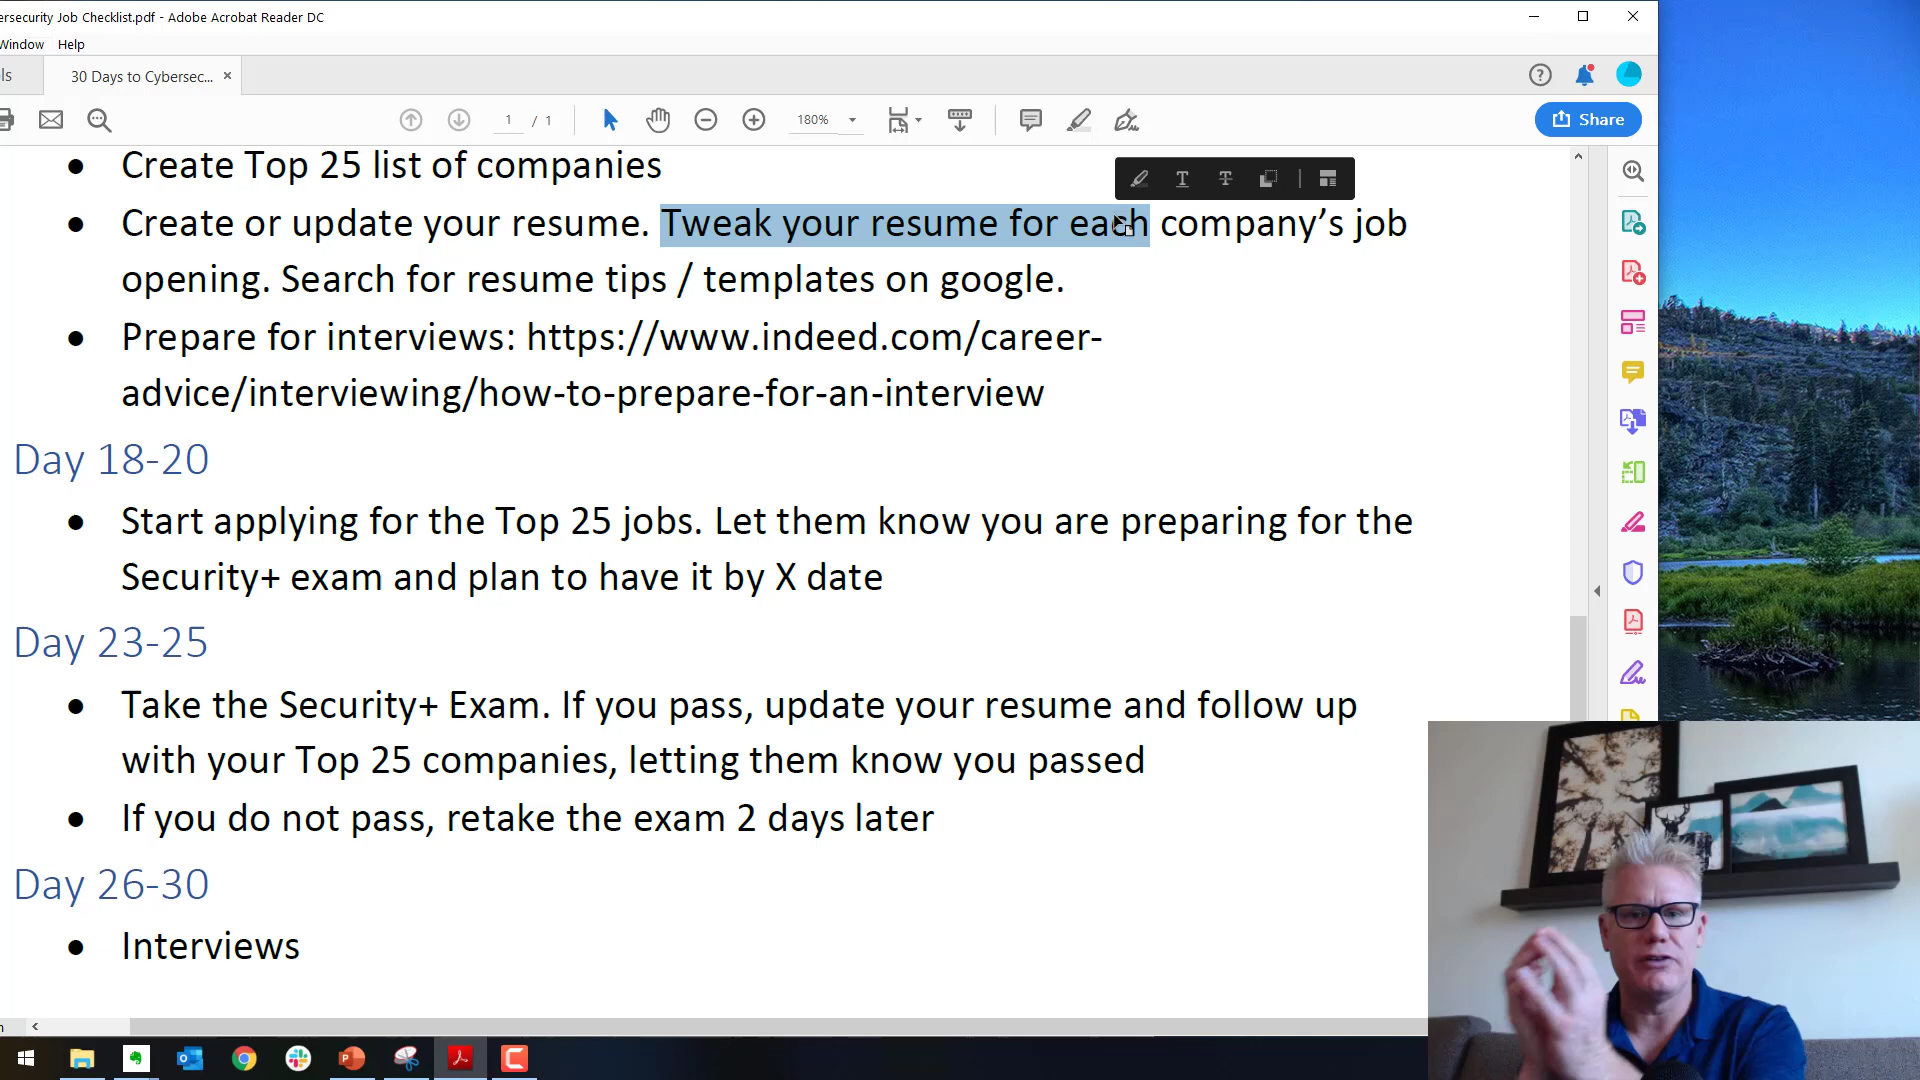 ersecurity Job Checklist.pdf - Adobe Acrobat Reader DC
Window Help
ls
30 Days to Cybersec...
1 / 1
180%
Share
Create Top 25 list of companies
Create or update your resume. Tweak your resume for each company’s job
opening. Search for resume tips / templates on google.
Prepare for interviews: https://www.indeed.com/career-
advice/interviewing/how-to-prepare-for-an-interview
Day 18-20
Start applying for the Top 25 jobs. Let them know you are preparing for the
Security+ exam and plan to have it by X date
Day 23-25
Take the Security+ Exam. If you pass, update your resume and follow up
with your Top 25 companies, letting them know you passed
If you do not pass, retake the exam 2 days later
Day 26-30
Interviews